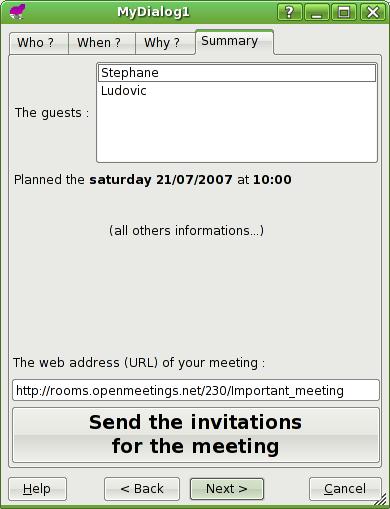 MyDialog1
Who ? When ? Why ? Summary
Stephane
Ludovic
The guests :
Planned the saturday 21/07/2007 at 10:00
(all others informations...)
The web address (URL) of your meeting :
http://rooms.openmeetings.net/230/Important_meeting
Send the invitations
for the meeting
Help < Back Next > Cancel